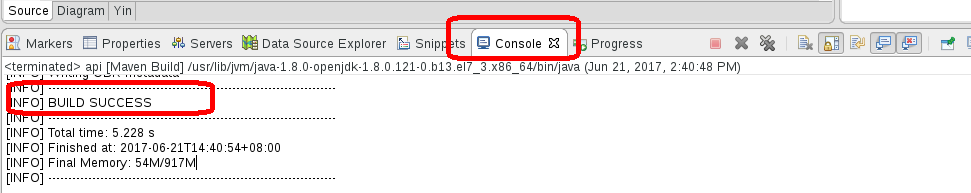 Source Diagram Yin
Markers Properties Servers Data Source Explorer Snippets Console Progress
<terminated> api [Maven Build] /usr/lib/jvm/java-1.8.0-openjdk-1.8.0.121-0.b13.el7_3.x86_64/bin/java (Jun 21, 2017, 2:40:48 PM)
[INFO] Writing OBR metadata
[INFO] ------------------------------------------------------------------------
[INFO] BUILD SUCCESS
[INFO] ------------------------------------------------------------------------
[INFO] Total time: 5.228 s
[INFO] Finished at: 2017-06-21T14:40:54+08:00
[INFO] Final Memory: 54M/917M
[INFO] ------------------------------------------------------------------------